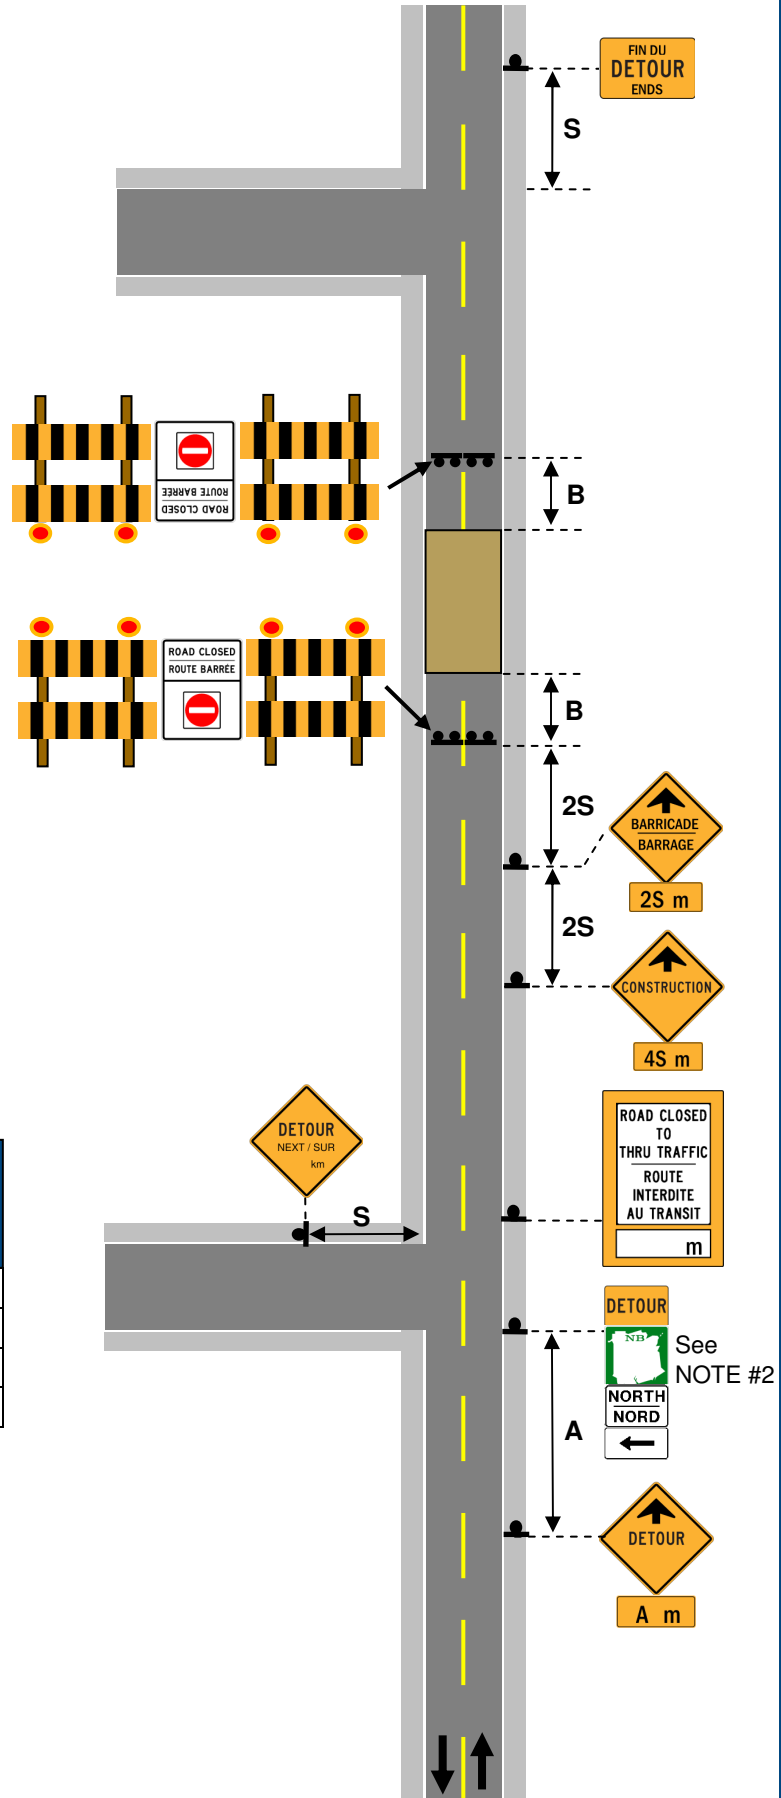 FIN DU
DETOUR
ENDS
S
ROAD CLOSED
ROUTE BARRÉE
B
ROAD CLOSED
ROUTE BARRÉE
B
2S
BARRICADE
BARRAGE
2S m
2S
CONSTRUCTION
4S m
DETOUR
NEXT / SUR
km
S
ROAD CLOSED
TO
THRU TRAFFIC
ROUTE
INTERDITE
AU TRANSIT
m
DETOUR
NB
See
NOTE #2
NORTH
NORD
A
DETOUR
A m